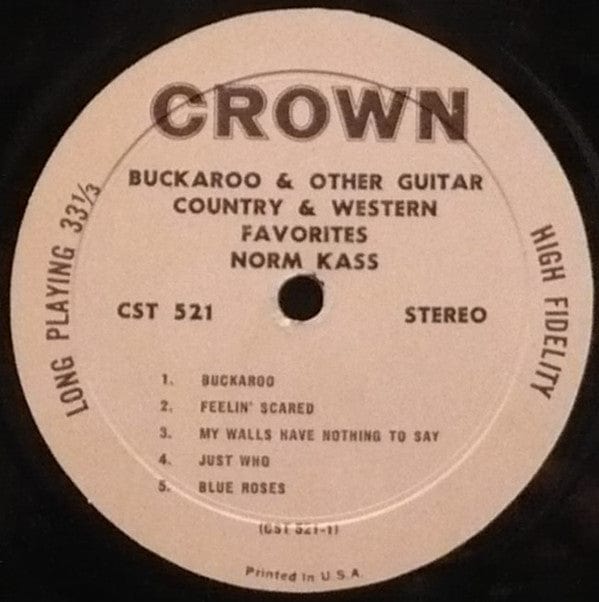 CROWN
BUCKAROO & OTHER GUITAR
COUNTRY & WESTERN
FAVORITES
NORM KASS
LONG PLAYING 33⅓
HIGH FIDELITY
CST 521
STEREO
1. BUCKAROO
2. FEELIN' SCARED
3. MY WALLS HAVE NOTHING TO SAY
4. JUST WHO
5. BLUE ROSES
(CST 521-1)
Printed in U.S.A.